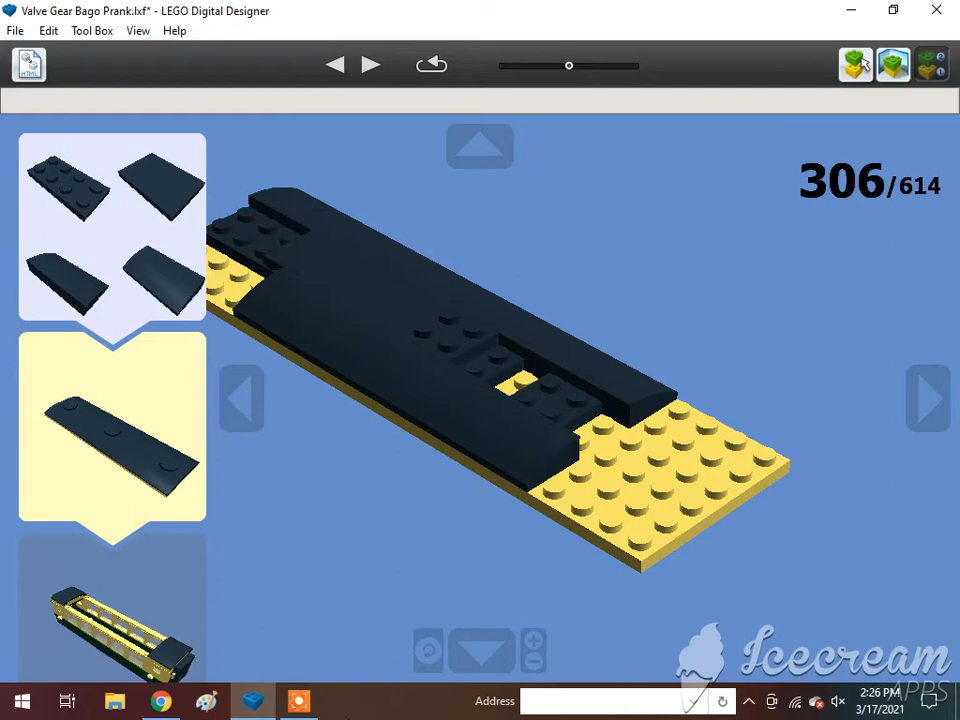 Valve Gear Bago Prank.lxf* - LEGO Digital Designer
File Edit Tool Box View Help
HTML
306/614
Icecream
APPS
Address
2:26 PM
3/17/2021